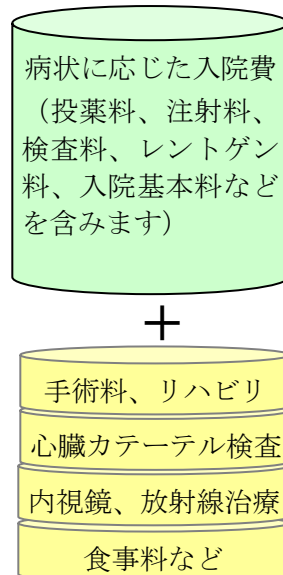 病状に応じた入院費
（投薬料、注射料、
検査料、レントゲン
料、入院基本料など
を含みます）
＋
手術料、リハビリ
心臓カテーテル検査
内視鏡、放射線治療
食事料など